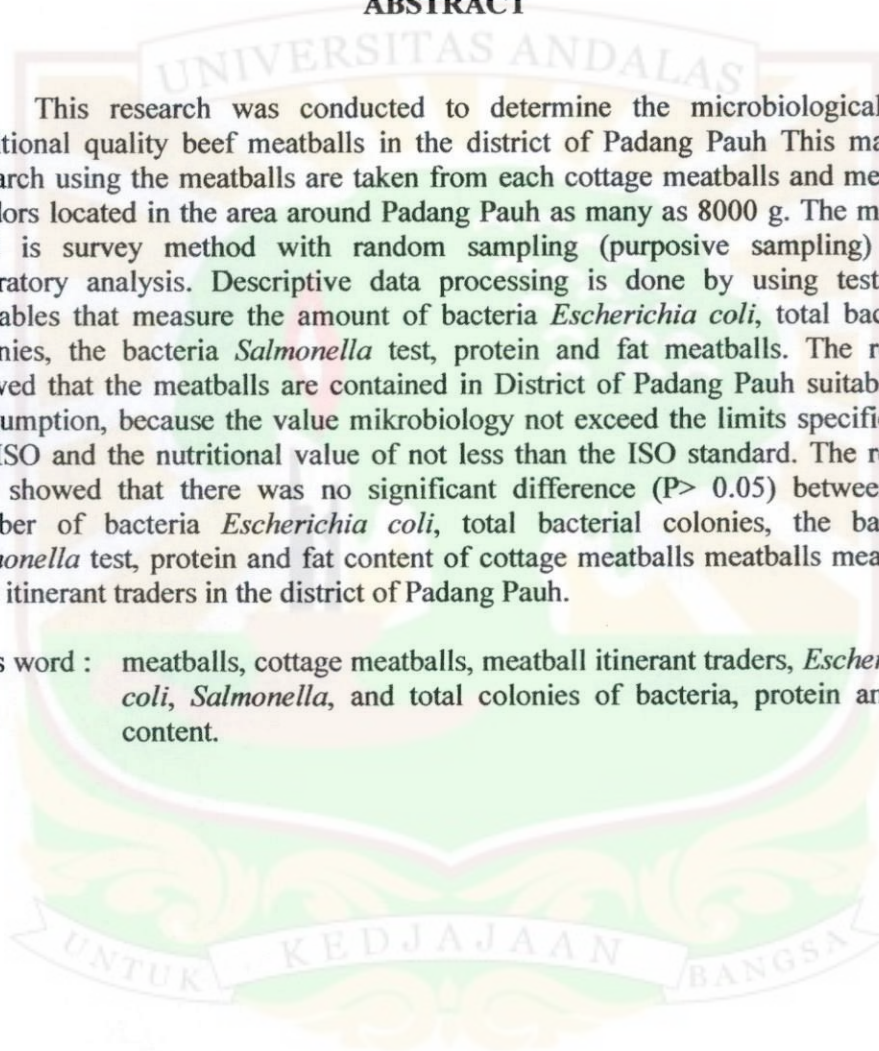 ABSTRACT
UNIVERSITAS ANDALAS
This research was conducted to determine the microbiological
tional quality beef meatballs in the district of Padang Pauh This ma
arch using the meatballs are taken from each cottage meatballs and me
lors located in the area around Padang Pauh as many as 8000 g. The m
is survey method with random sampling (purposive sampling)
ratory analysis. Descriptive data processing is done by using test
ables that measure the amount of bacteria Escherichia coli, total bac
nies, the bacteria Salmonella test, protein and fat meatballs. The r
ved that the meatballs are contained in District of Padang Pauh suitab
umption, because the value mikrobiology not exceed the limits specifi
ISO and the nutritional value of not less than the ISO standard. The r
showed that there was no significant difference (P> 0.05) betwee
ber of bacteria Escherichia coli, total bacterial colonies, the ba
onella test, protein and fat content of cottage meatballs meatballs mea
itinerant traders in the district of Padang Pauh.
s word : meatballs, cottage meatballs, meatball itinerant traders, Escher
coli, Salmonella, and total colonies of bacteria, protein an
content.
UNTUK KEDJAJAAN BANGSA